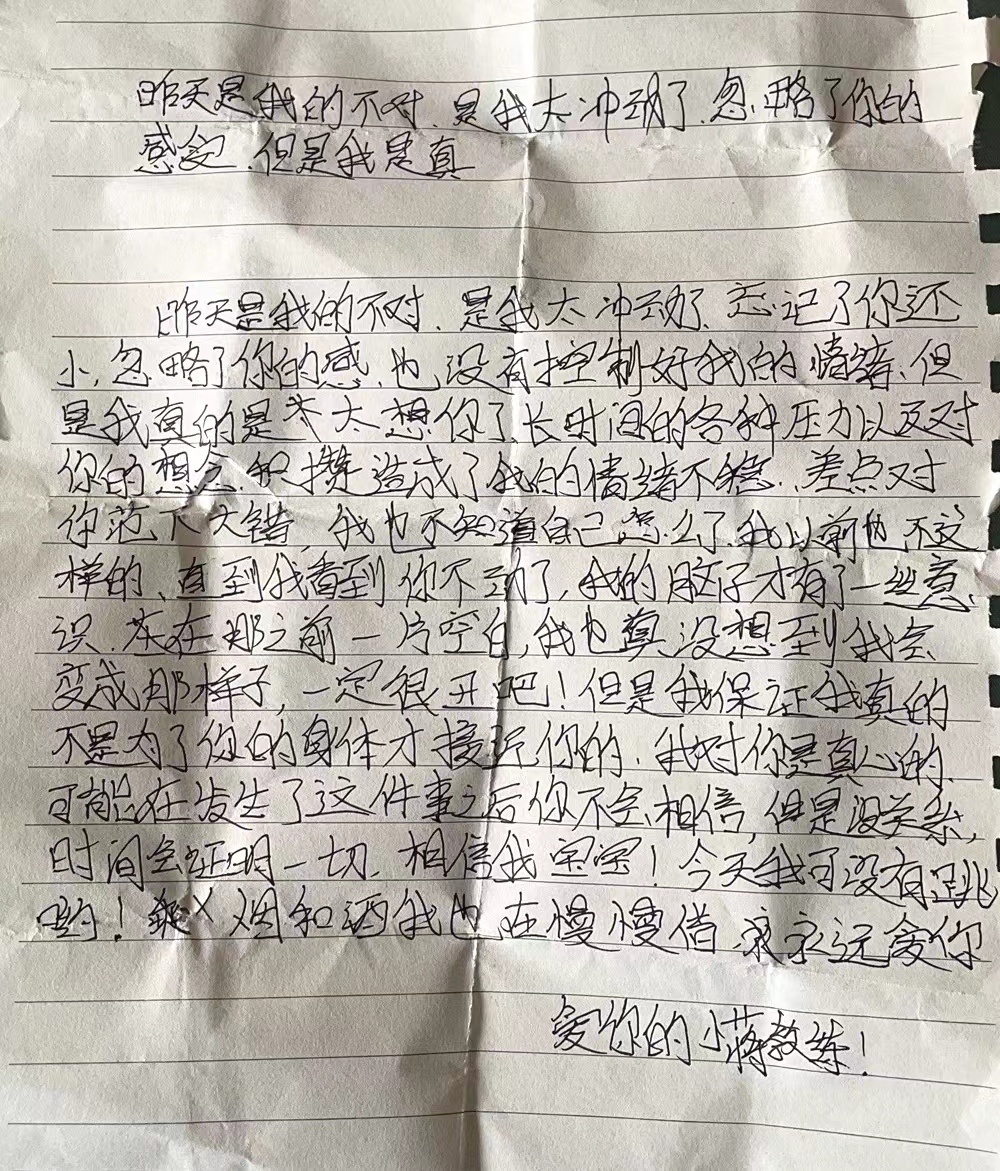 昨天是我的不对、是我太冲动了、忽略了你的
感受、但是我是真
昨天是我的不对、是我太冲动了、忘记了你还
小、忽略了你的感、也没有控制好我的情绪、但
是我真的是太想你了长时间的各种压力以及对
你的想念积攒造成了我的情绪不稳、差点对
你范下大错、我也不知道自己怎么了、我以前也不这
样的、直到我看到你不动了，我的脑子才有了一丝意
识、在那之前一片空白，我也真没想到我会
变成那样子，一定很丑吧！但是我保证我真的
不是为了你的身体才接近你的、我对你是真心的、
可能在发生了这件事之后你不会相信，但是没关系，
时间会证明一切、相信我宝宝！今天我可没有跳
哟！烟和酒我也在慢慢借、我永远爱你
爱你的小蒋教练！